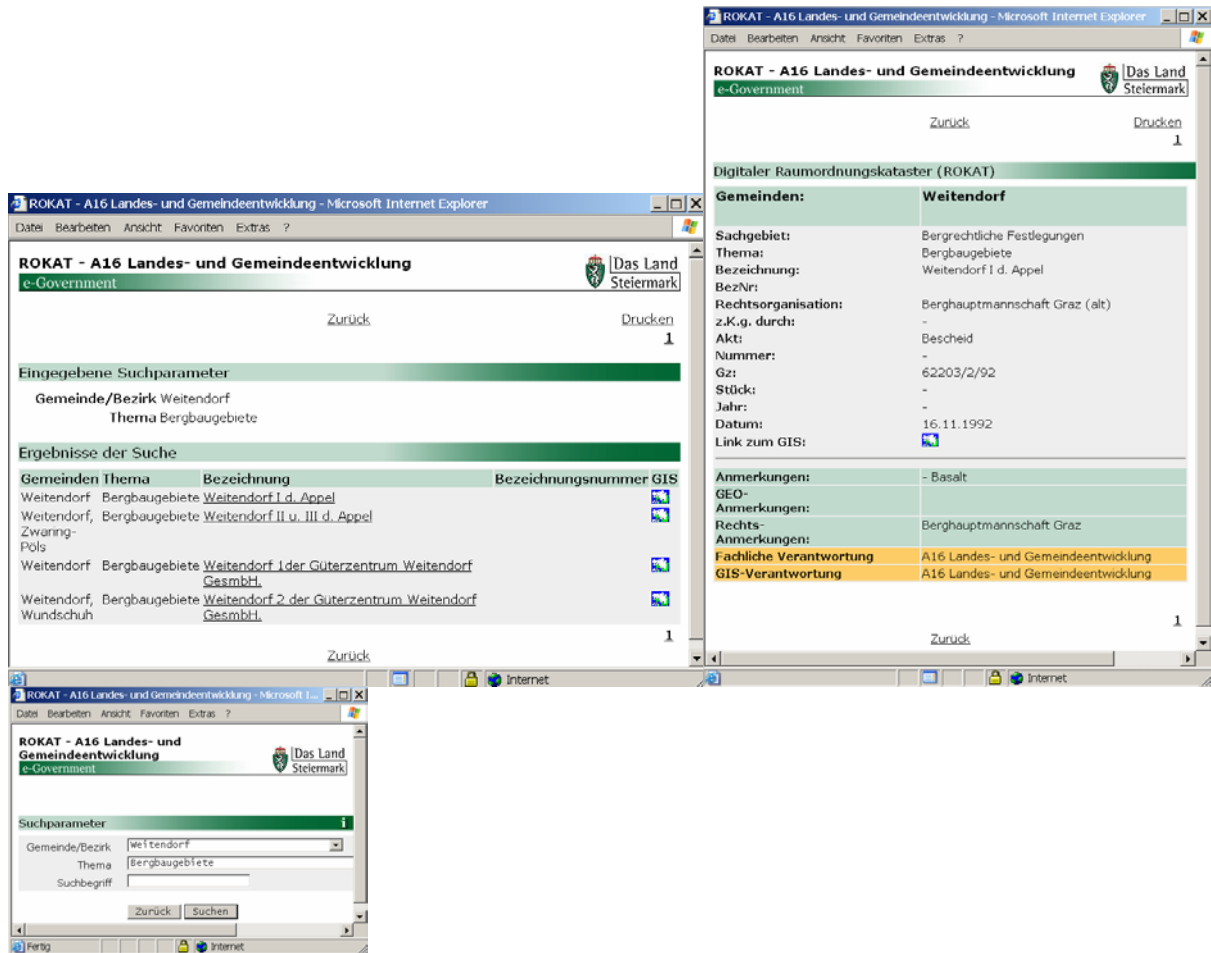 ROKAT - A16 Landes- und Gemeindeentwicklung - Microsoft Internet Explorer
Datei Bearbeiten Ansicht Favoriten Extras ?
ROKAT - A16 Landes- und Gemeindeentwicklung
e-Government
Das Land
Steiermark
Zurück Drucken
1
Eingegebene Suchparameter
Gemeinde/Bezirk Weitendorf
Thema Bergbaugebiete
Ergebnisse der Suche
Gemeinden Thema Bezeichnung Bezeichnungsnummer GIS
Weitendorf Bergbaugebiete Weitendorf I d. Appel
Weitendorf, Bergbaugebiete Weitendorf II u. III d. Appel
Zwaring-
Pöls
Weitendorf Bergbaugebiete Weitendorf 1der Güterzentrum Weitendorf
GesmbH.
Weitendorf, Bergbaugebiete Weitendorf 2 der Güterzentrum Weitendorf
Wundschuh GesmbH.
1
Zurück
Internet
ROKAT - A16 Landes- und Gemeindeentwicklung - Microsoft Internet Explorer
Datei Bearbeiten Ansicht Favoriten Extras ?
ROKAT - A16 Landes- und Gemeindeentwicklung
e-Government
Das Land
Steiermark
Zurück Drucken
1
Digitaler Raumordnungskataster (ROKAT)
Gemeinden: Weitendorf
Sachgebiet: Bergrechtliche Festlegungen
Thema: Bergbaugebiete
Bezeichnung: Weitendorf I d. Appel
BezNr:
Rechtsorganisation: Berghauptmannschaft Graz (alt)
z.K.g. durch: -
Akt: Bescheid
Nummer: -
Gz: 62203/2/92
Stück: -
Jahr: -
Datum: 16.11.1992
Link zum GIS:
Anmerkungen: - Basalt
GEO-
Anmerkungen:
Rechts- Berghauptmannschaft Graz
Anmerkungen:
Fachliche Verantwortung A16 Landes- und Gemeindeentwicklung
GIS-Verantwortung A16 Landes- und Gemeindeentwicklung
1
Zurück
Internet
ROKAT - A16 Landes- und Gemeindeentwicklung - Microsoft I...
Datei Bearbeiten Ansicht Favoriten Extras ?
ROKAT - A16 Landes- und
Gemeindeentwicklung
e-Government
Das Land
Steiermark
Suchparameter i
Gemeinde/Bezirk Weitendorf
Thema Bergbaugebiete
Suchbegriff
Zurück Suchen
Fertig Internet